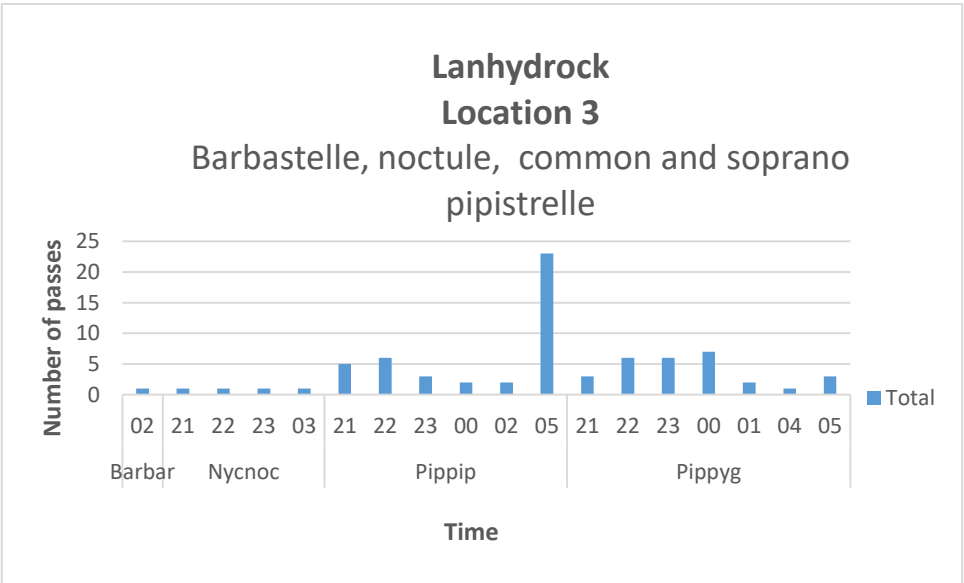 Lanhydrock
Location 3
Barbastelle, noctule, common and soprano
pipistrelle
Number of passes
25
20
15
10
5
0
02 21 22 23 03 21 22 23 00 02 05 21 22 23 00 01 04 05
Barbar Nycnoc Pippip Pippyg
Time
Total